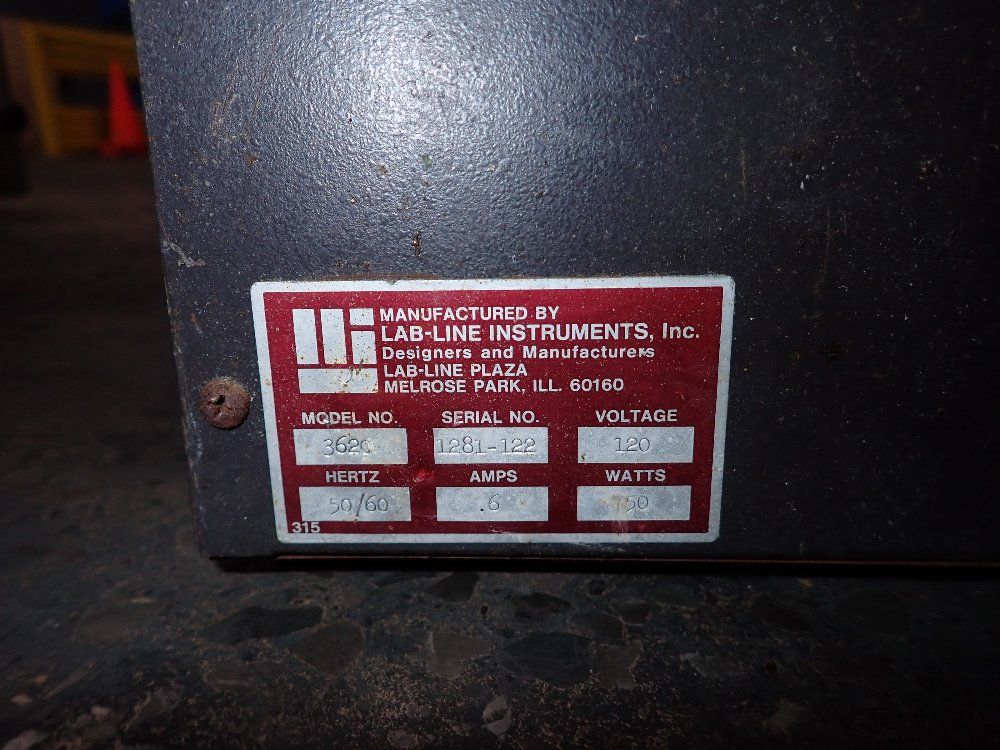 MANUFACTURED BY
LAB-LINE INSTRUMENTS, Inc.
Designers and Manufacturers
LAB-LINE PLAZA
MELROSE PARK, ILL. 60160
MODEL NO. SERIAL NO. VOLTAGE
1281-122 120
HERTZ AMPS WATTS
50/60 .6 50
315